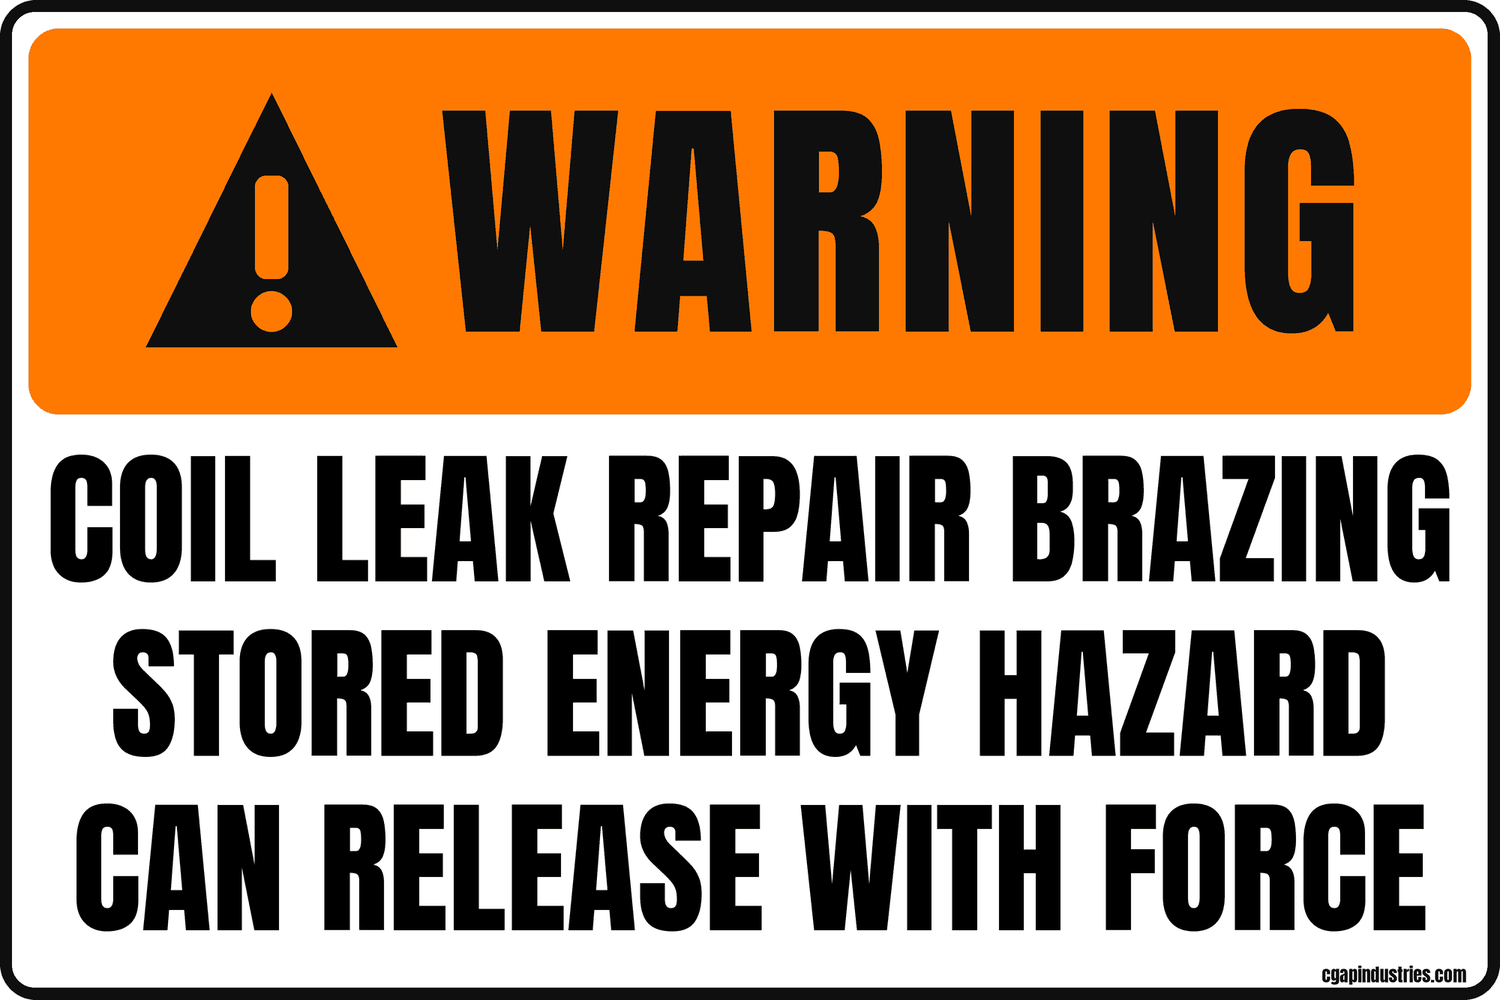 WARNING
COIL LEAK REPAIR BRAZING
STORED ENERGY HAZARD
CAN RELEASE WITH FORCE
cgapindustries.com